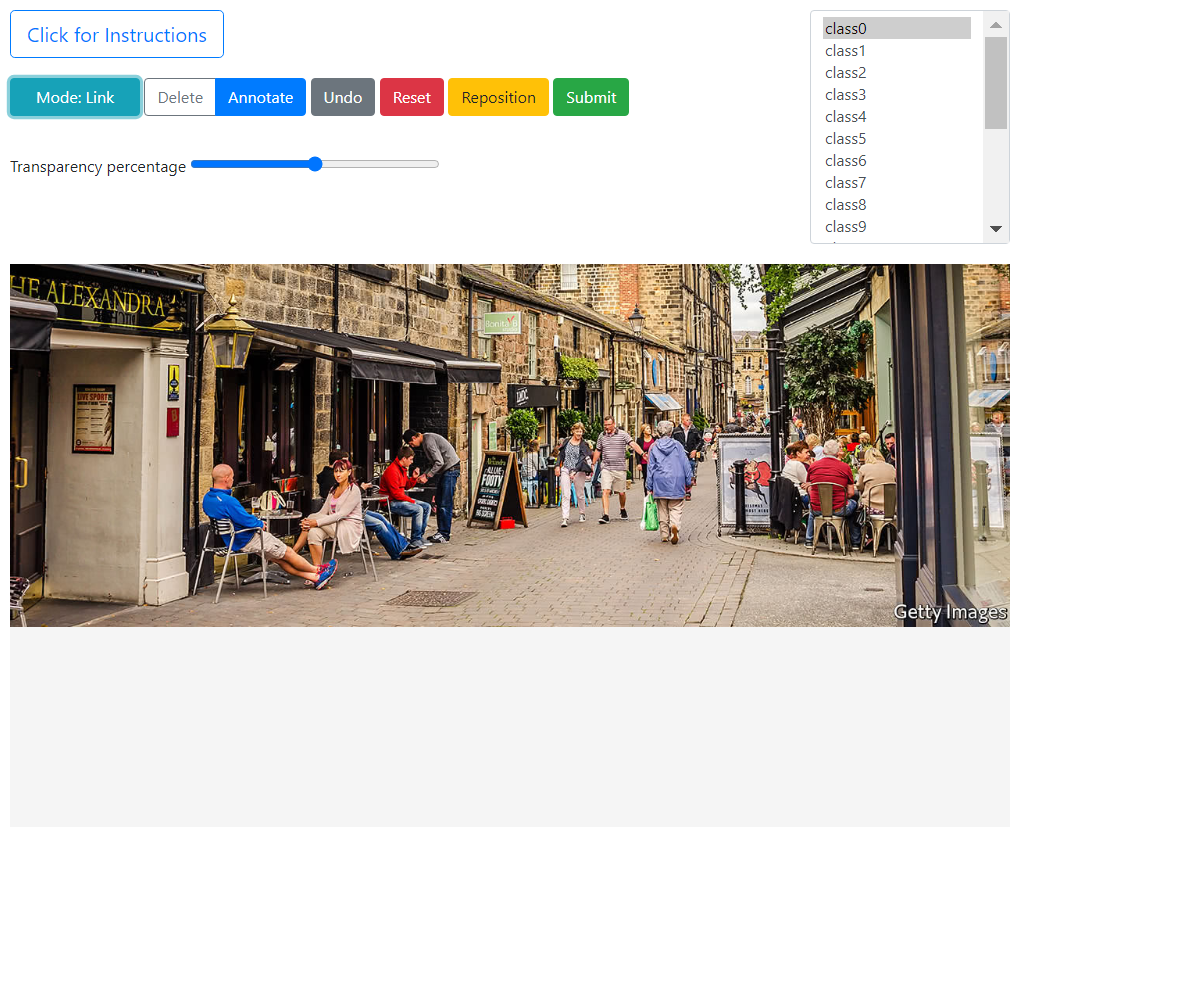 Click for Instructions
Mode: Link
Delete
Annotate
Undo
Reset
Reposition
Submit
Transparency percentage
class0
class1
class2
class3
class4
class5
class6
class7
class8
class9
HE ALEXANDRA
LIVE SPORT
FOOTY
Getty Images